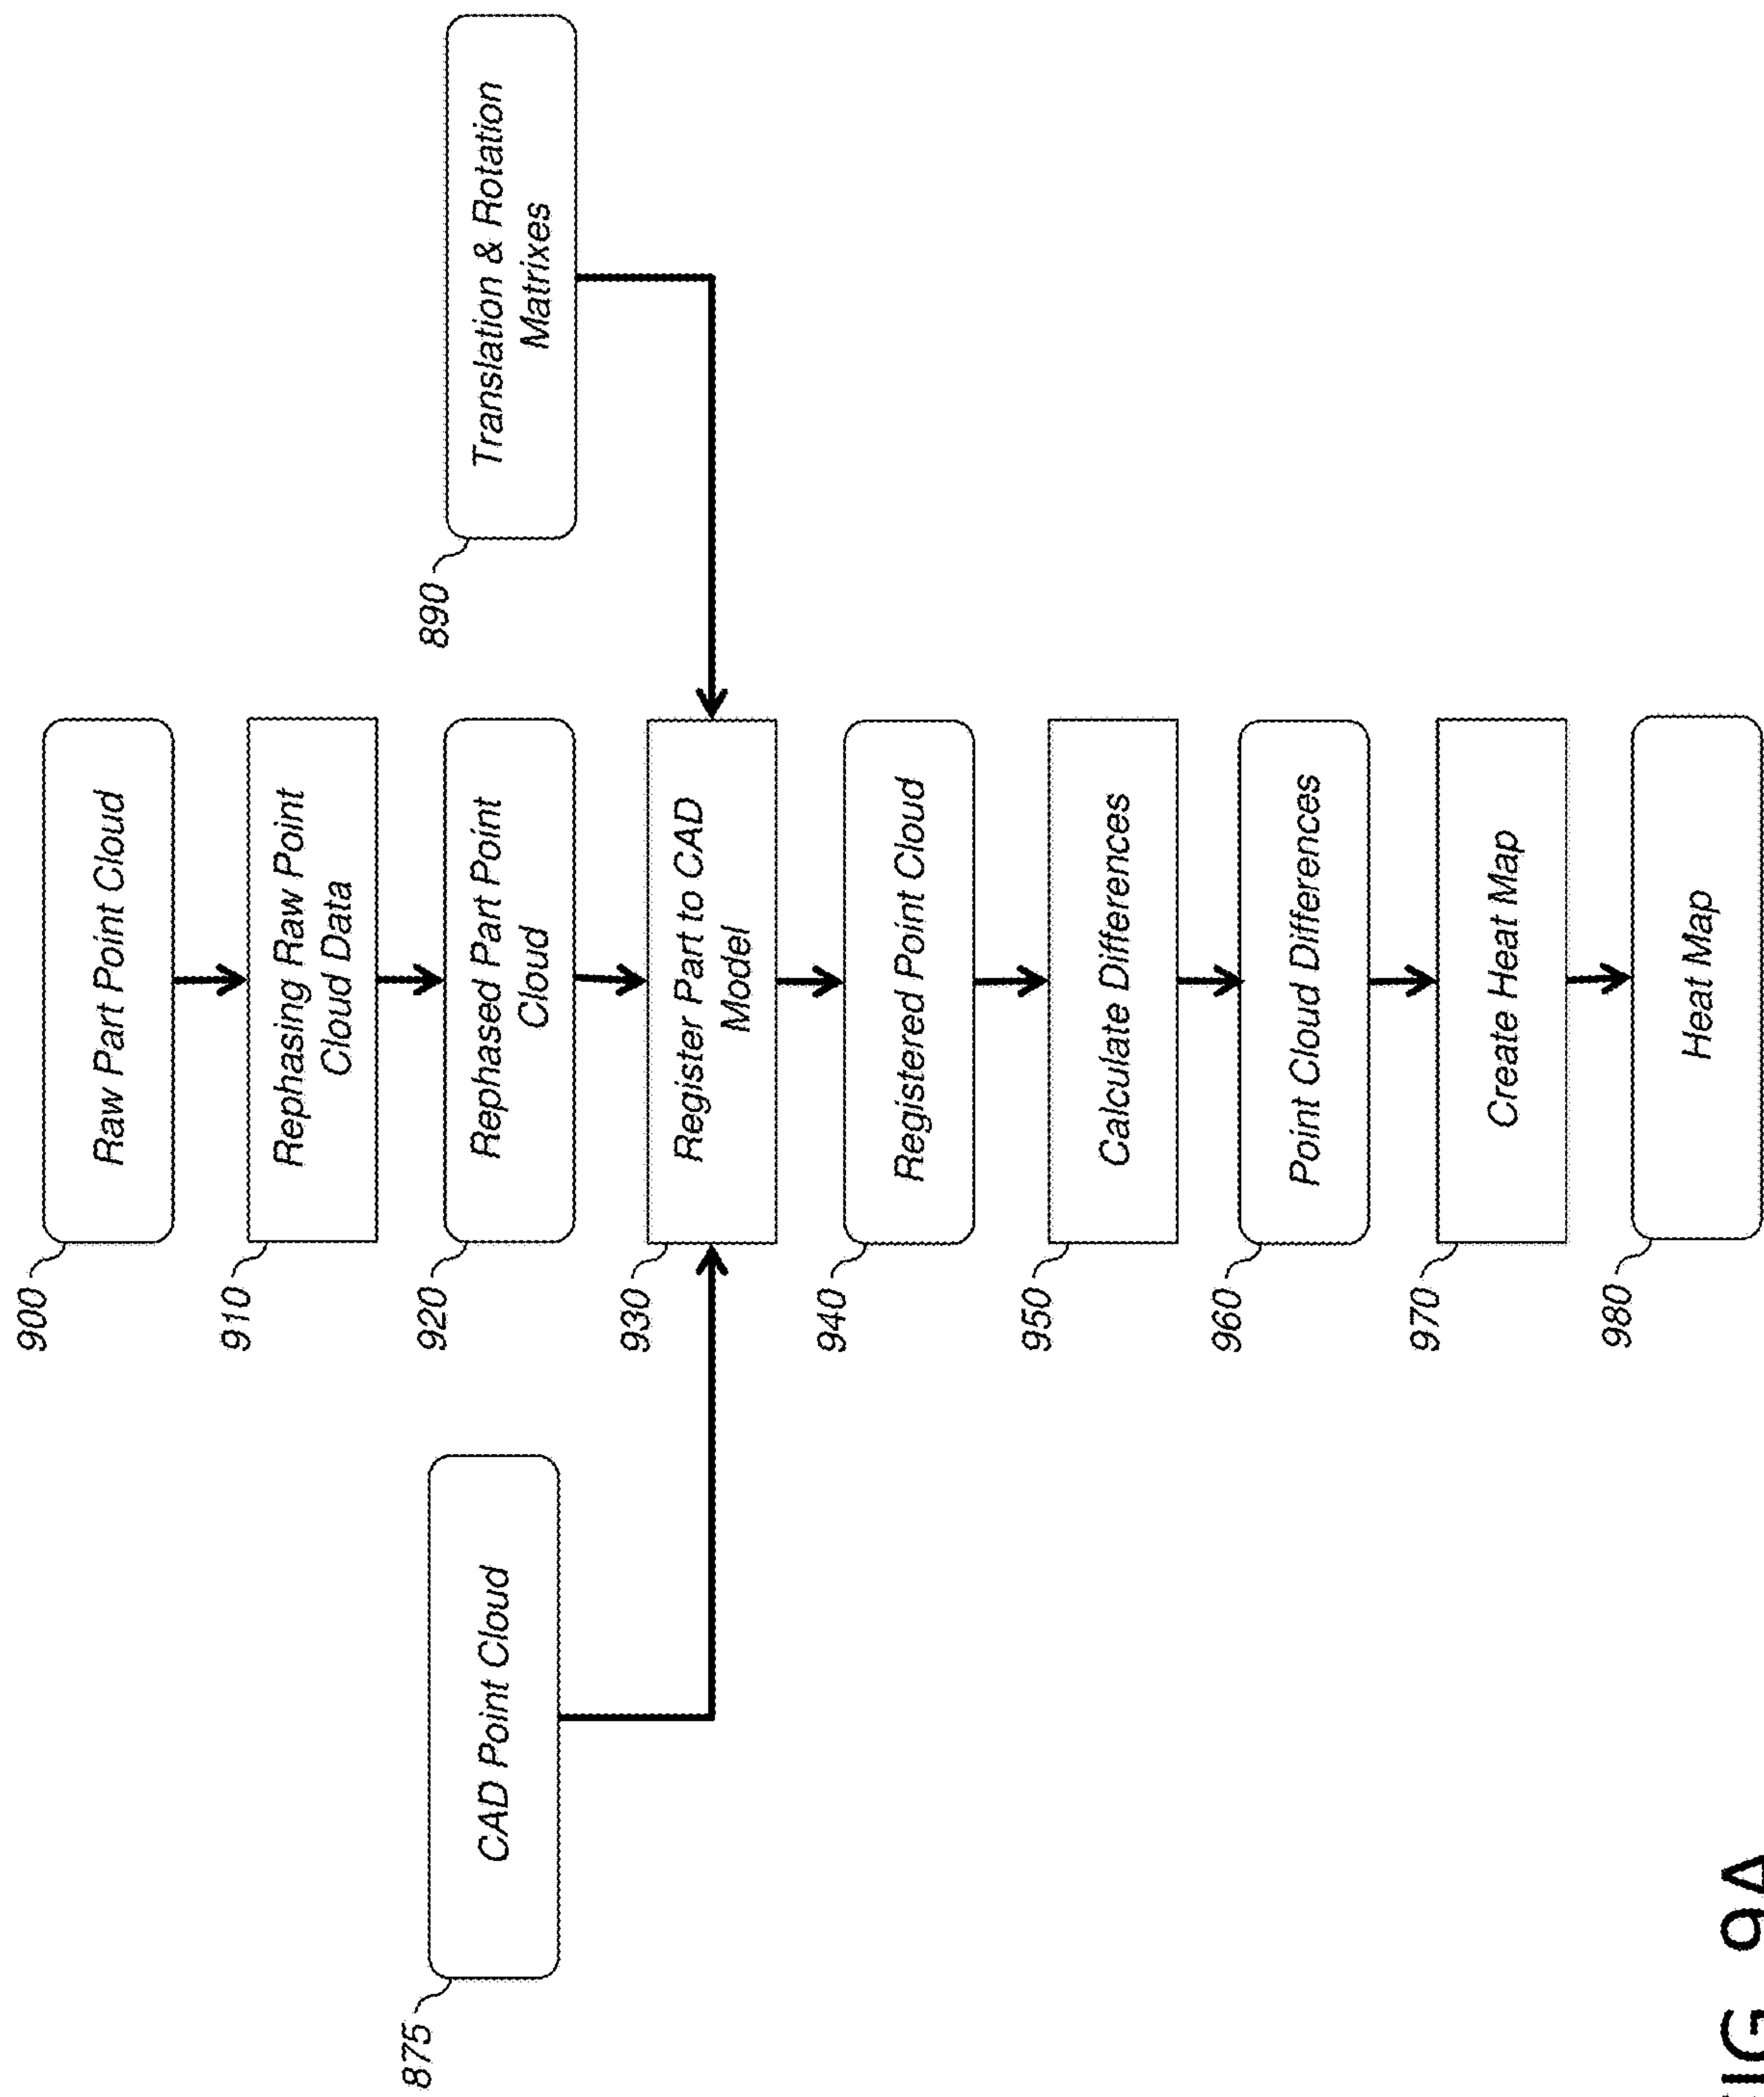 900
Raw Part Point Cloud
910
Rephasing Raw Point
Cloud Data
920
Rephased Part Point
Cloud
875
CAD Point Cloud
890
Translation & Rotation
Matrixes
930
Register Part to CAD
Model
940
Registered Point Cloud
950
Calculate Differences
960
Point Cloud Differences
970
Create Heat Map
980
Heat Map
IG. 9A